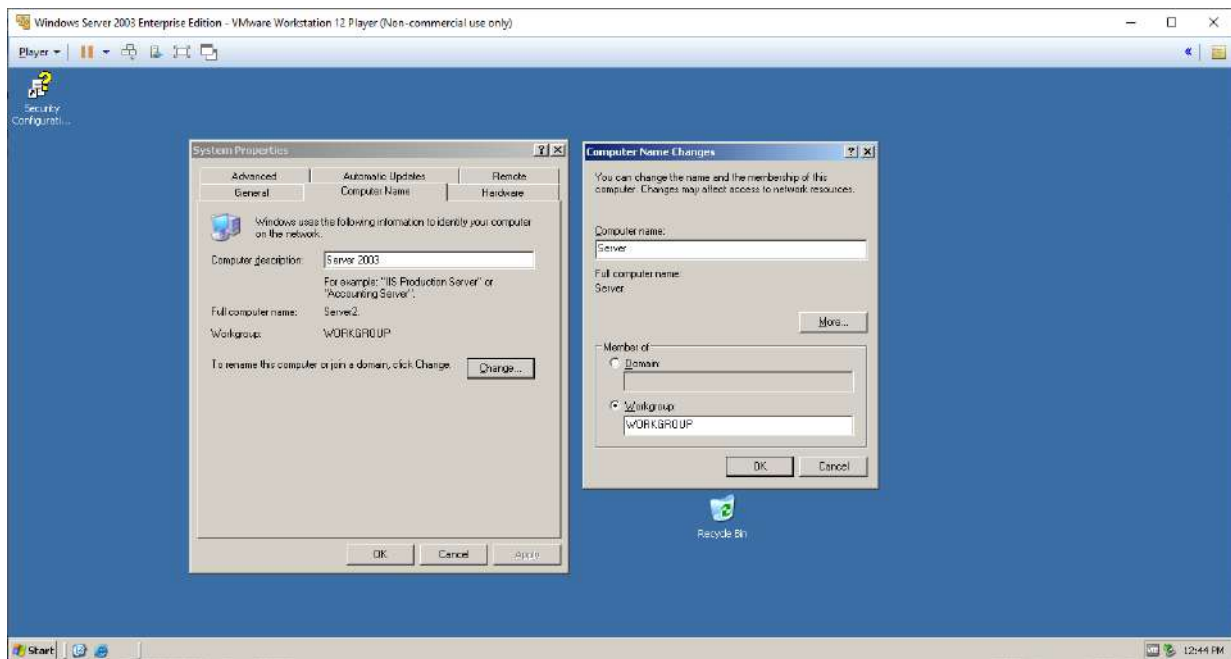 Windows Server 2003 Enterprise Edition - VMware Workstation 12 Player (Non-commercial use only)
Player
Security
Configurati...
System Properties
Advanced
Automatic Updates
Remote
General
Computer Name
Hardware
Windows uses the following information to identify your computer
on the network.
Computer description:
Server 2003
For example: "IIS Production Server" or
"Accounting Server".
Full computer name:
Server2.
Workgroup:
WORKGROUP
To rename this computer or join a domain, click Change.
Change...
OK
Cancel
Apply
Computer Name Changes
You can change the name and the membership of this
computer. Changes may affect access to network resources.
Computer name:
Server
Full computer name:
Server.
More...
Member of
Domain:
Workgroup:
WORKGROUP
OK
Cancel
Recycle Bin
Start
12:44 PM